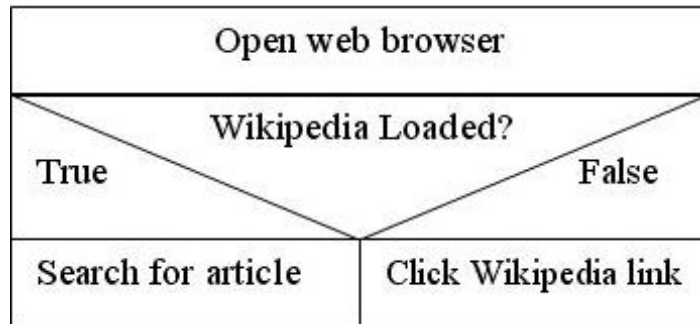 Open web browser
Wikipedia Loaded?
True
False
Search for article
Click Wikipedia link